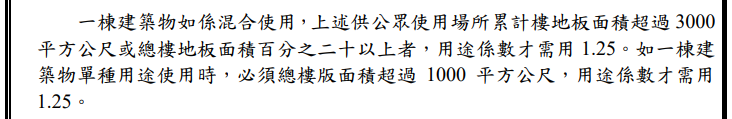 一棟建築物如係混合使用，上述供公眾使用場所累計樓地板面積超過 3000
平方公尺或總樓地板面積百分之二十以上者，用途係數才需用 1.25。如一棟建
築物單種用途使用時，必須總樓版面積超過 1000 平方公尺，用途係數才需用
1.25。